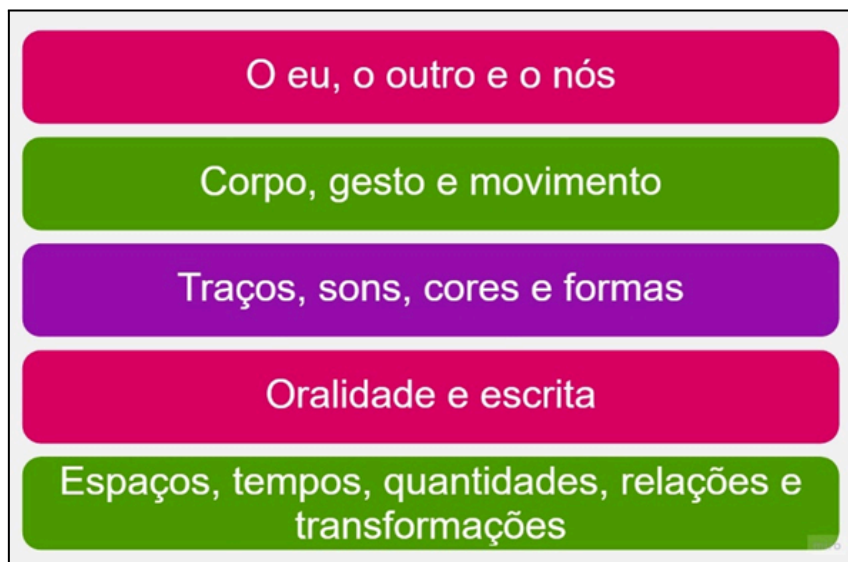 O eu, o outro e o nós
Corpo, gesto e movimento
Traços, sons, cores e formas
Oralidade e escrita
Espaços, tempos, quantidades, relações e
transformações